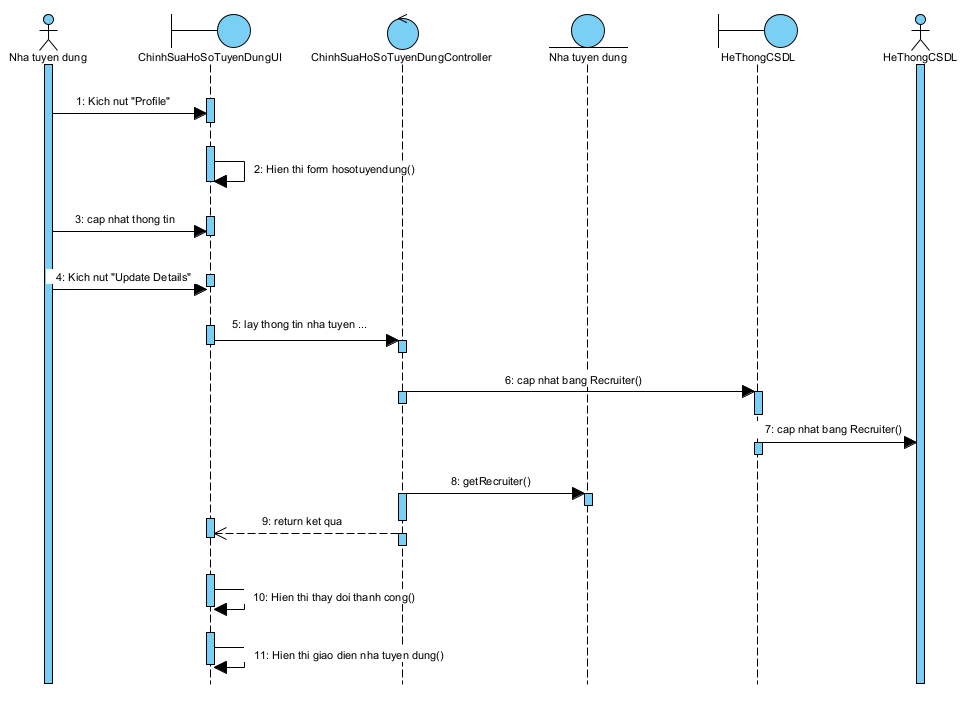 Nha tuyen dung
ChinhSuaHoSoTuyenDungUI
ChinhSuaHoSoTuyenDungController
Nha tuyen dung
HeThongCSDL
HeThongCSDL
1: Kich nut "Profile"
2: Hien thi form hosotuyendung()
3: cap nhat thong tin
4: Kich nut "Update Details"
5: lay thong tin nha tuyen ...
6: cap nhat bang Recruiter()
7: cap nhat bang Recruiter()
8: getRecruiter()
9: return ket qua
10: Hien thi thay doi thanh cong()
11: Hien thi giao dien nha tuyen dung()